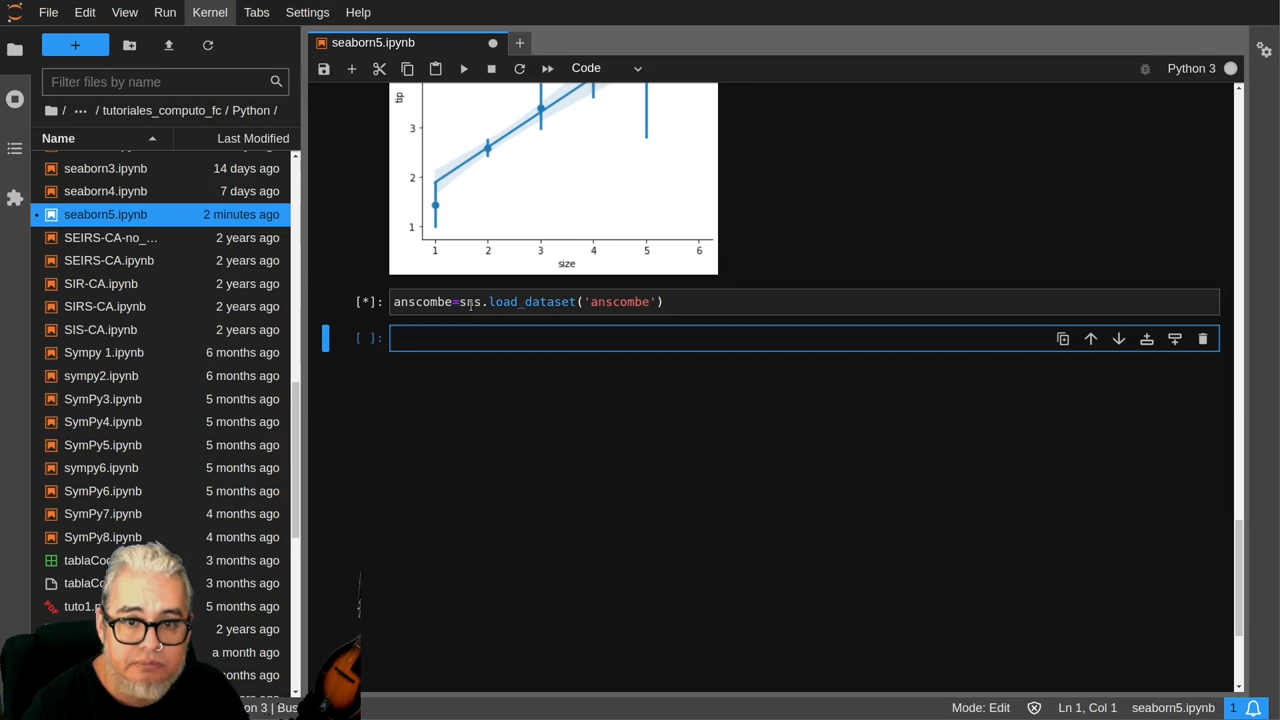 File Edit View Run Kernel Tabs Settings Help
Filter files by name
/ ··· / tutoriales_computo_fc / Python /
Name Last Modified
seaborn3.ipynb 14 days ago
seaborn4.ipynb 7 days ago
seaborn5.ipynb 2 minutes ago
SEIRS-CA-no_... 2 years ago
SEIRS-CA.ipynb 2 years ago
SIR-CA.ipynb 2 years ago
SIRS-CA.ipynb 2 years ago
SIS-CA.ipynb 2 years ago
Sympy 1.ipynb 6 months ago
sympy2.ipynb 6 months ago
SymPy3.ipynb 5 months ago
SymPy4.ipynb 5 months ago
SymPy5.ipynb 5 months ago
sympy6.ipynb 5 months ago
SymPy6.ipynb 5 months ago
SymPy7.ipynb 4 months ago
SymPy8.ipynb 4 months ago
3 months ago
3 months ago
PDF 5 months ago
2 years ago
a month ago
seaborn5.ipynb
Code
Python 3
tip
3
2
1
1 2 3 4 5 6
size
[*]: anscombe=sns.load_dataset('anscombe')
[ ]:
Mode: Edit Ln 1, Col 1 seaborn5.ipynb 1